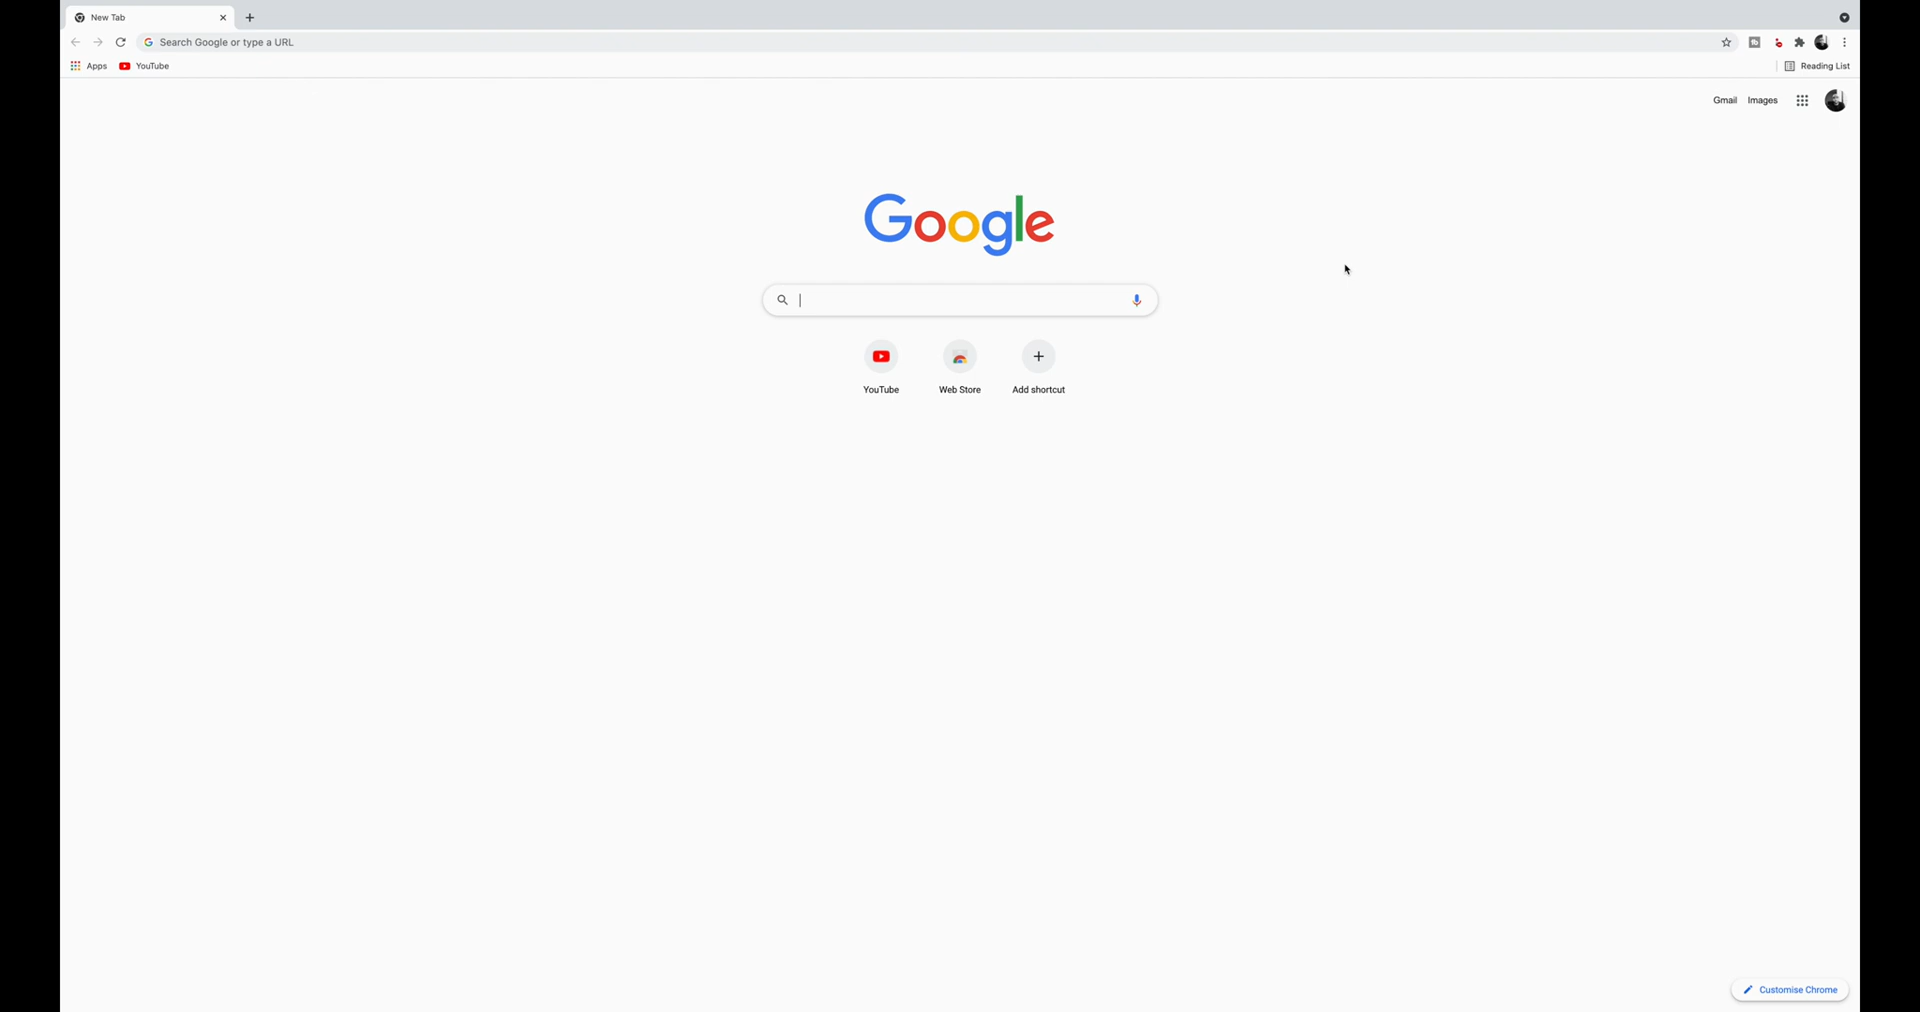 New Tab
Search Google or type a URL
Apps YouTube
Reading List
Gmail Images
Google
YouTube Web Store Add shortcut
Customise Chrome